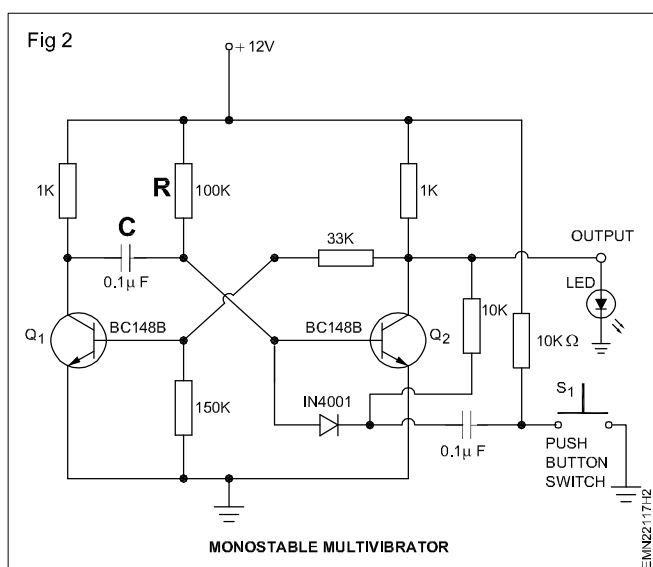 Fig 2
+ 12V
1K
R
100K
1K
C
33K
OUTPUT
0.1µ F
LED
Q1
BC148B
BC148B
Q2
10K
10K Ω
150K
IN4001
S1
0.1µ F
PUSH
BUTTON
SWITCH
MONOSTABLE MULTIVIBRATOR
EMN22117H2